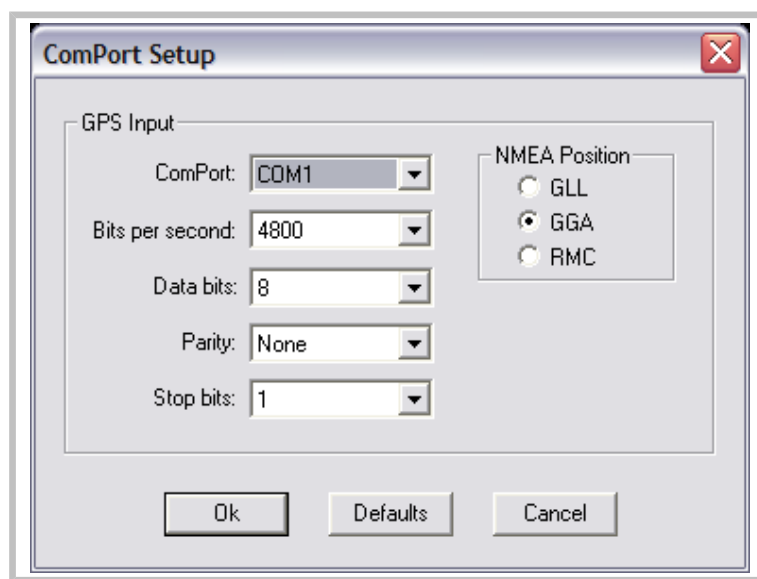 ComPort Setup
GPS Input
ComPort: COM1
Bits per second: 4800
Data bits: 8
Parity: None
Stop bits: 1
NMEA Position
GLL
GGA
RMC
Ok Defaults Cancel